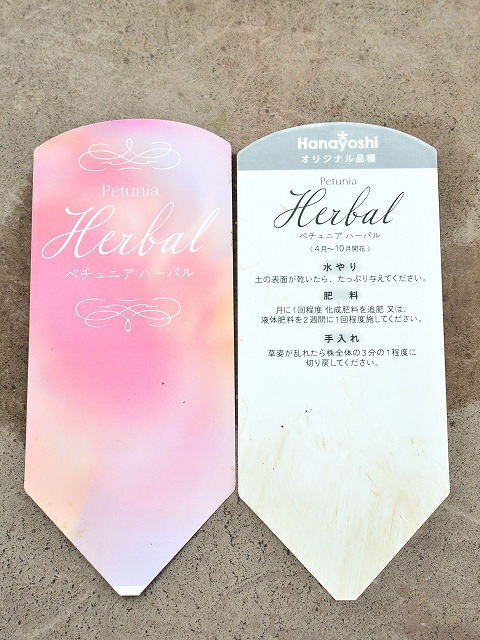 Petunia
Herbal
ペチュニア ハーバル
Hanayoshi
オリジナル品種
Petunia
Herbal
ペチュニア ハーバル
（4月〜10月開花）
水やり
土の表面が乾いたら、たっぷり与えてください。
肥 料
月に1回程度 化成肥料を追肥 又は、
液体肥料を2週間に1回程度施してください。
手入れ
草姿が乱れたら株全体の3分の1程度に
切り戻してください。